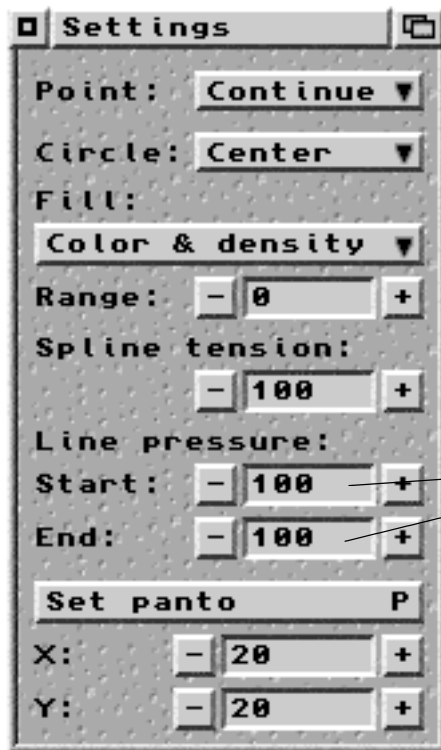 Settings
Point: Continue
Circle: Center
Fill:
Color & density
Range: - 0 +
Spline tension:
- 100 +
Line pressure:
Start: - 100 +
End: - 100 +
Set panto P
X: - 20 +
Y: - 20 +